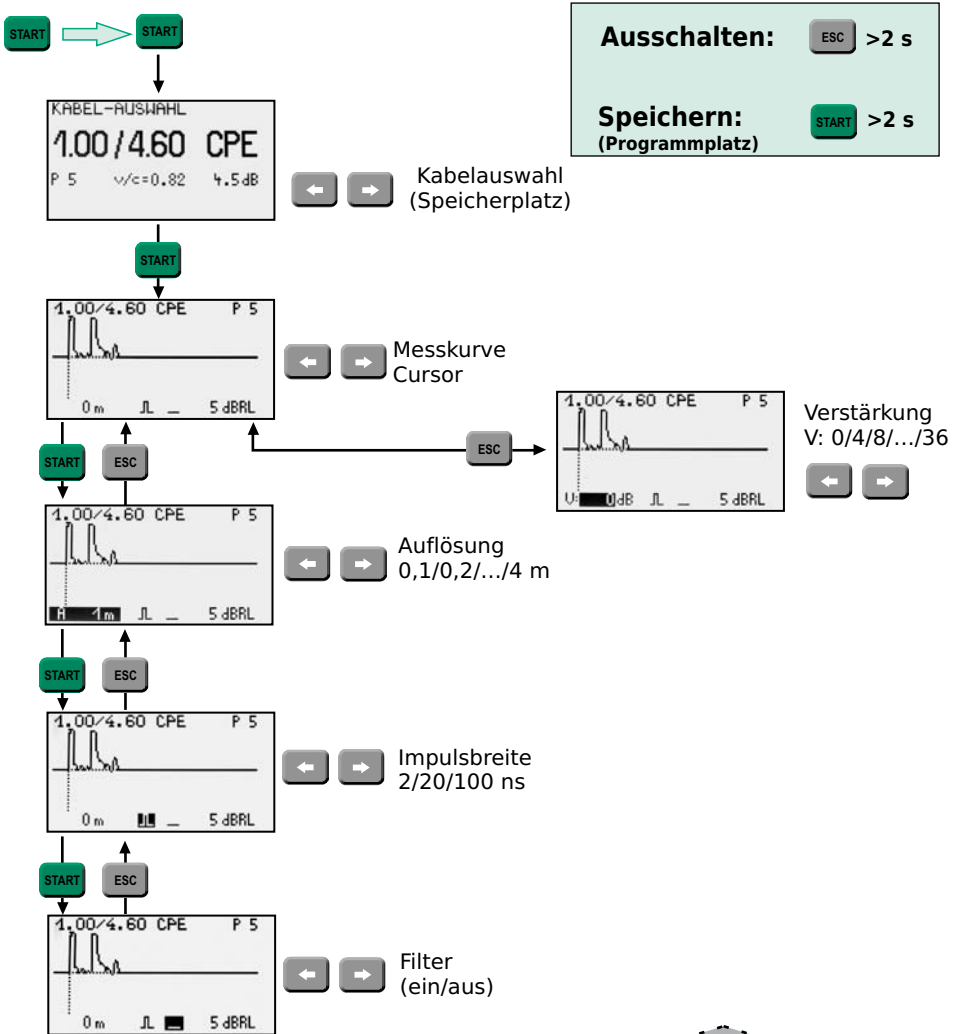 START START
Ausschalten: ESC >2 s
Speichern: START >2 s
(Programmplatz)
KABEL-AUSWAHL
1.00/4.60 CPE
P 5 v/c=0.82 4.5dB
Kabelauswahl
(Speicherplatz)
START
1.00/4.60 CPE P 5
0 m 5 dBRL
Messkurve
Cursor
ESC
1.00/4.60 CPE P 5
V: 0dB 5 dBRL
Verstärkung
V: 0/4/8/.../36
START ESC
1.00/4.60 CPE P 5
A 1 m 5 dBRL
Auflösung
0,1/0,2/.../4 m
START ESC
1.00/4.60 CPE P 5
0 m 5 dBRL
Impulsbreite
2/20/100 ns
START ESC
1.00/4.60 CPE P 5
0 m 5 dBRL
Filter
(ein/aus)